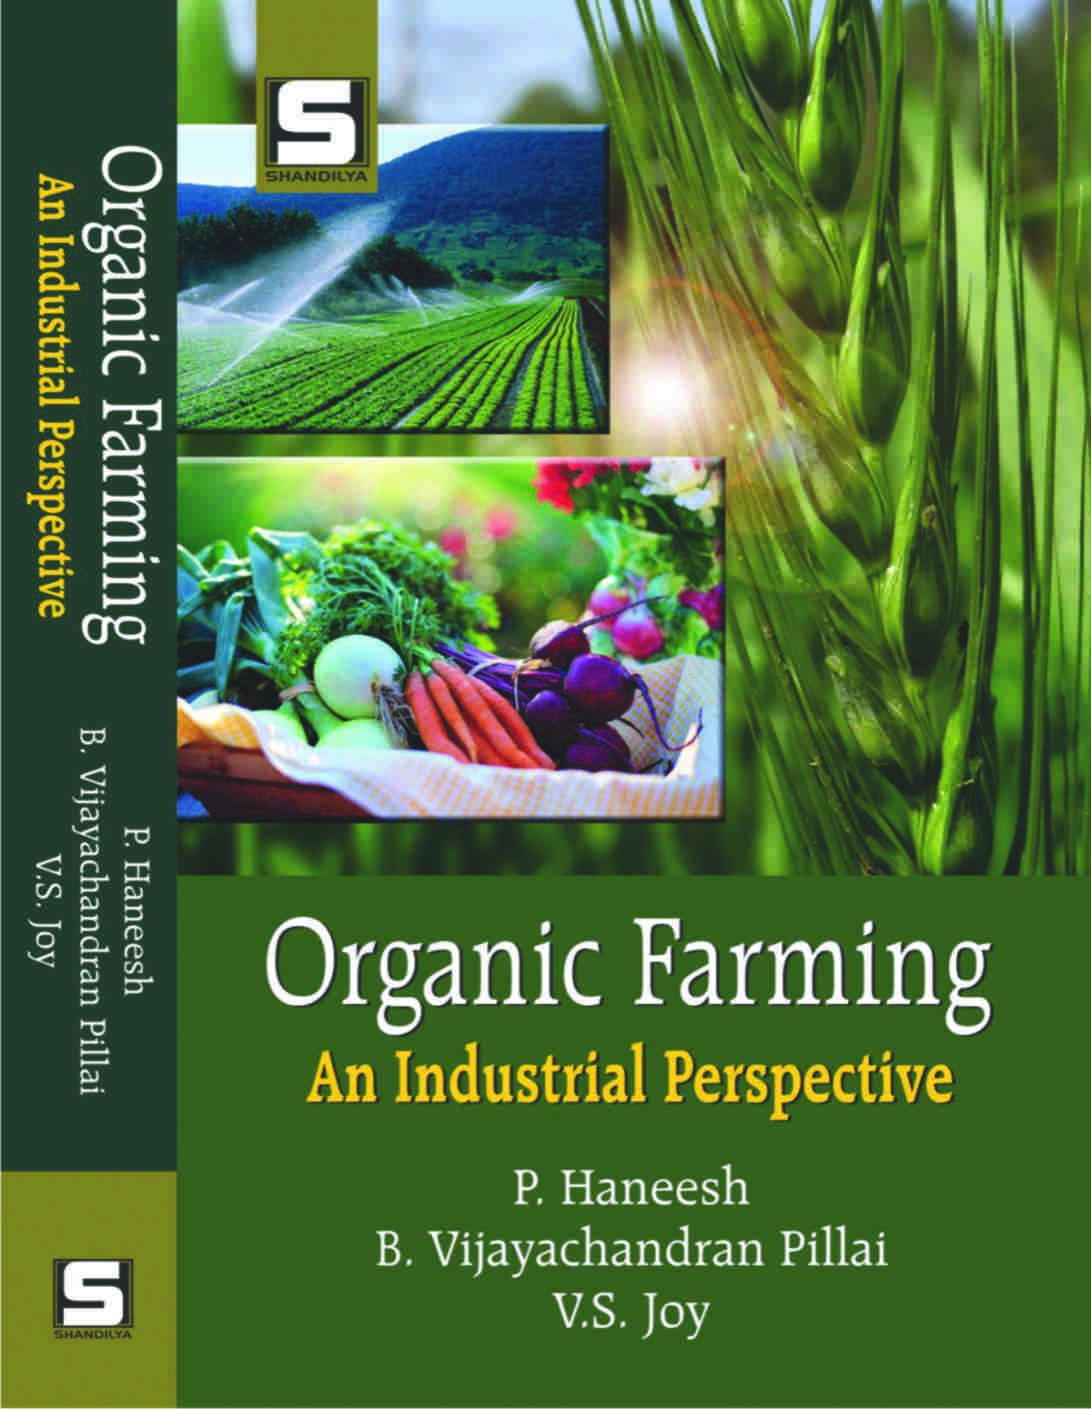 Organic Farming
An Industrial Perspective
P. Haneesh
B. Vijayachandran Pillai
V.S. Joy
S
SHANDILYA
S
SHANDILYA
Organic Farming
An Industrial Perspective
P. Haneesh
B. Vijayachandran Pillai
V.S. Joy